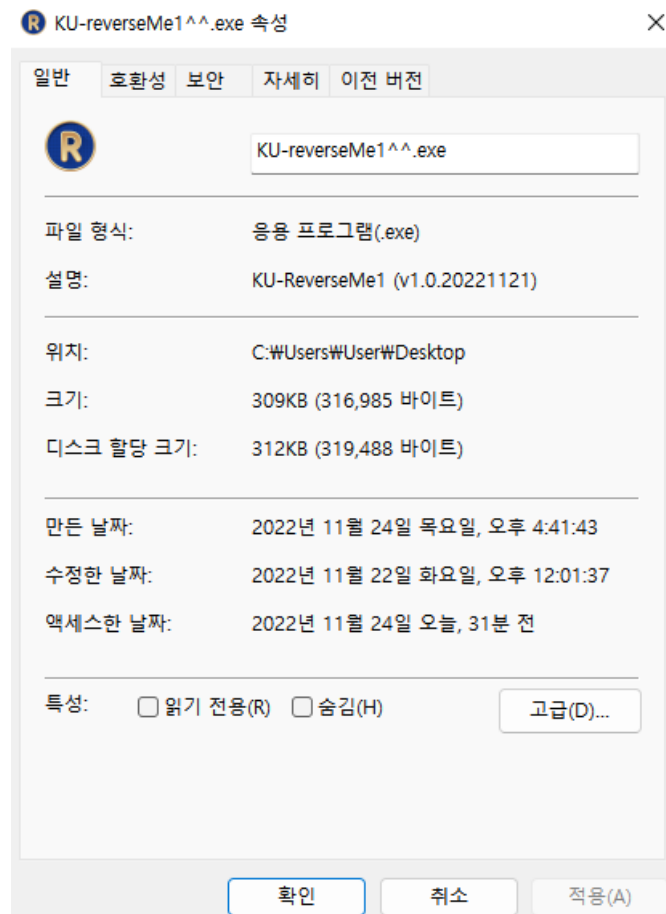 R KU-reverseMe1^^.exe 속성
일반 호환성 보안 자세히 이전 버전
R KU-reverseMe1^^.exe
파일 형식: 응용 프로그램(.exe)
설명: KU-ReverseMe1 (v1.0.20221121)
위치: C:₩Users₩User₩Desktop
크기: 309KB (316,985 바이트)
디스크 할당 크기: 312KB (319,488 바이트)
만든 날짜: 2022년 11월 24일 목요일, 오후 4:41:43
수정한 날짜: 2022년 11월 22일 화요일, 오후 12:01:37
액세스한 날짜: 2022년 11월 24일 오늘, 31분 전
특성: 읽기 전용(R) 숨김(H) 고급(D)...
확인 취소 적용(A)